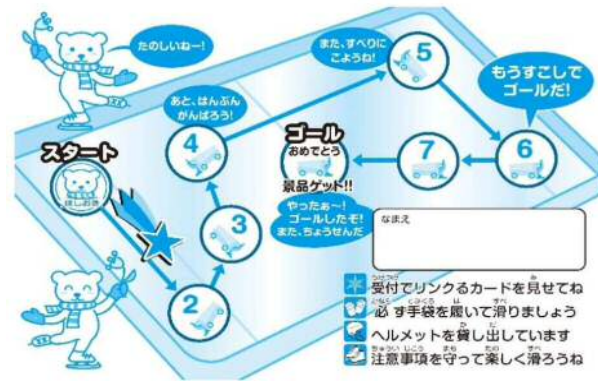 たのしいねー!
また、すべりに
こようね!
5
もうすこしで
ゴールだ!
あと、はんぶん
がんばろう!
4
スタート
ゴール
おめでとう
景品ゲット!!
7
6
3
やったぁ〜!
ゴールしたぞ!
また、ちょうせんだ
2
なまえ
受付でリンクるカードを見せてね
必ず手袋を履いて滑りましょう
ヘルメットを貸し出しています
注意事項を守って楽しく滑ろうね